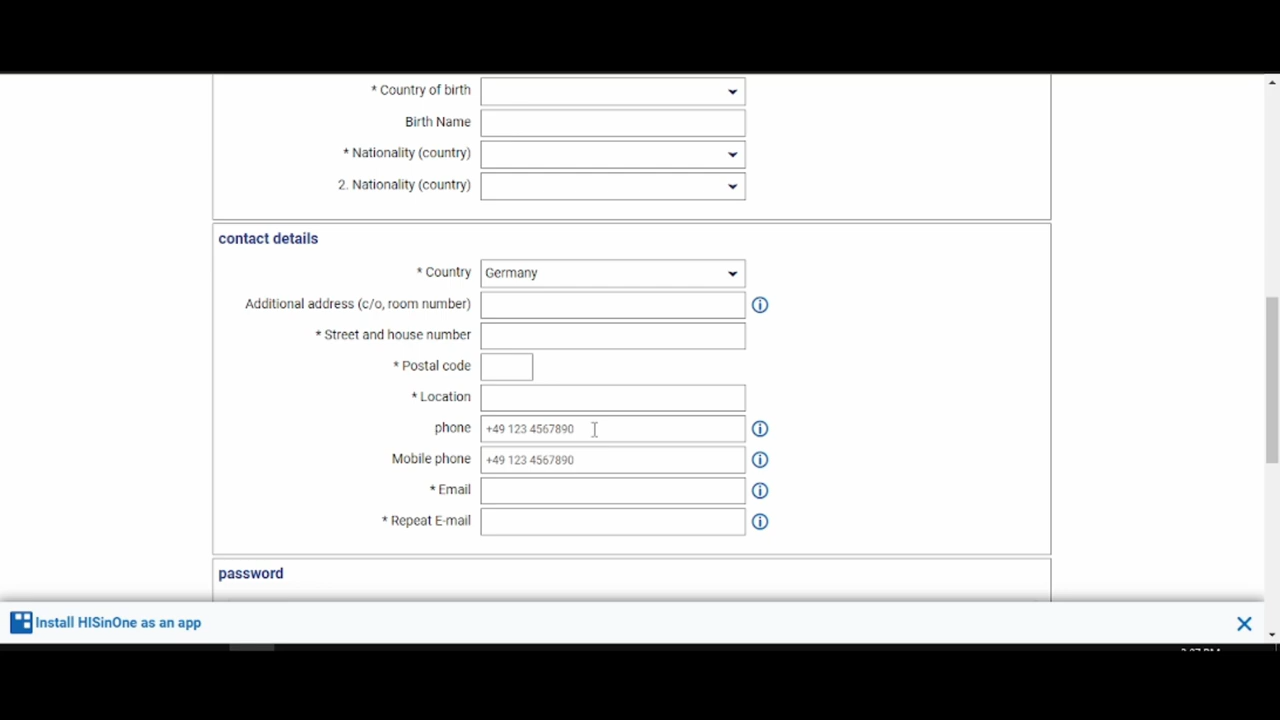 * Country of birth
Birth Name
* Nationality (country)
2. Nationality (country)
contact details
* Country Germany
Additional address (c/o, room number)
* Street and house number
* Postal code
* Location
phone +49 123 4567890
Mobile phone +49 123 4567890
* Email
* Repeat E-mail
password
Install HISinOne as an app